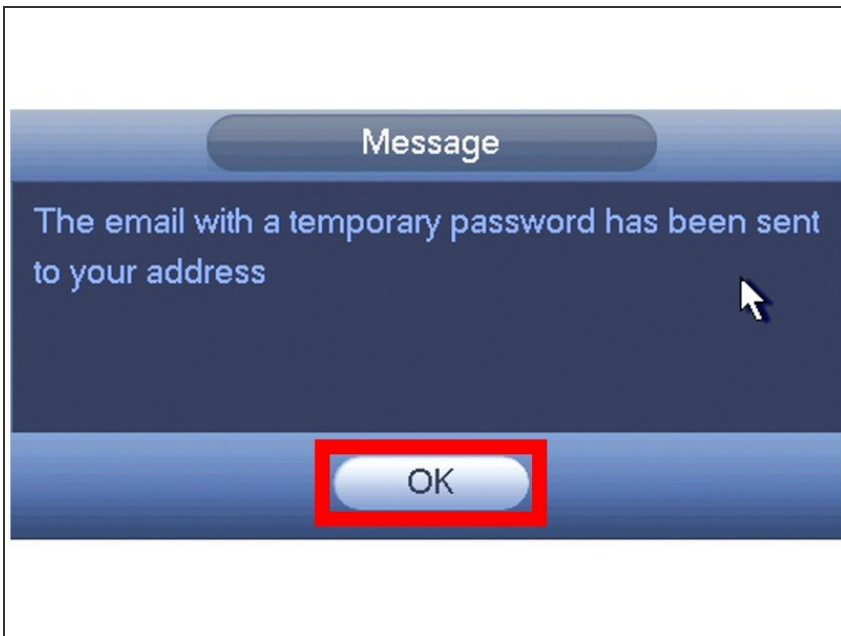 Message
The email with a temporary password has been sent
to your address
OK